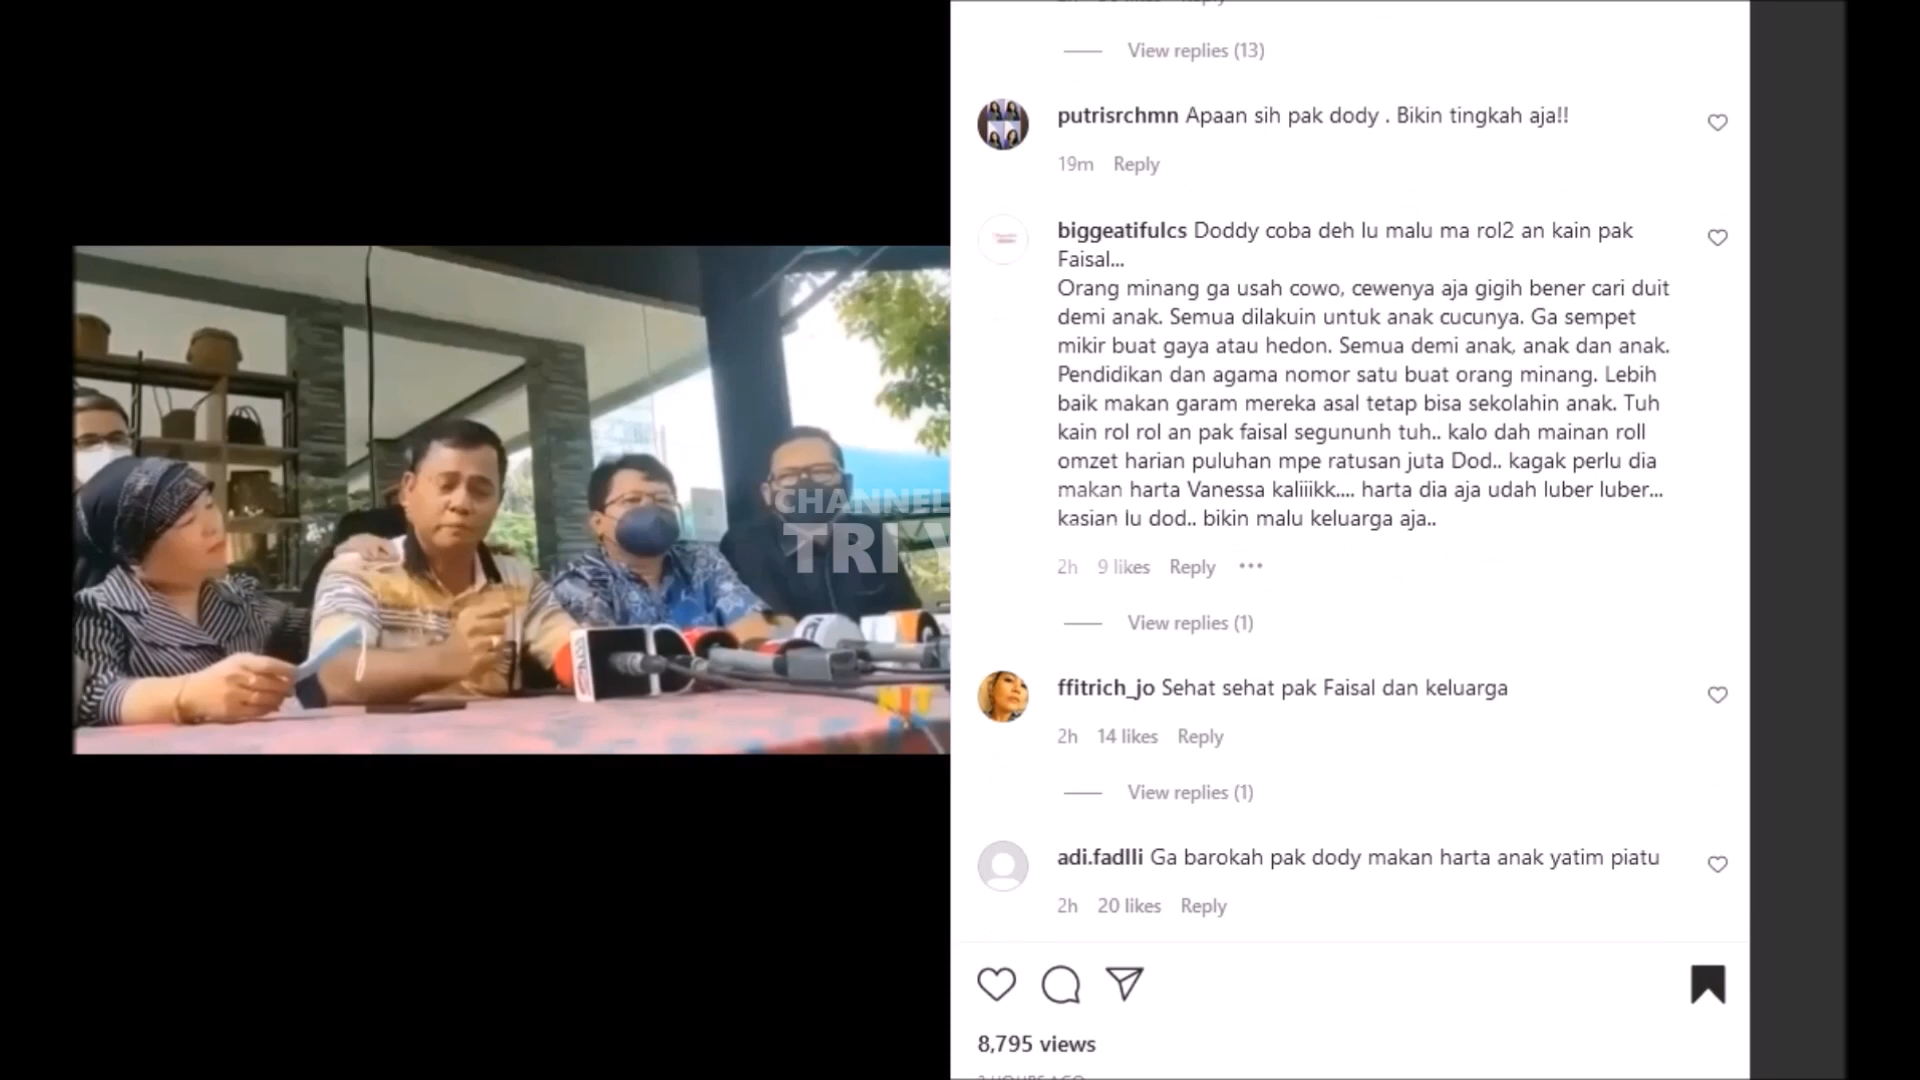 View replies (13)
putrisrchmn Apaan sih pak dody . Bikin tingkah aja!!
19m Reply
biggeatifulcs Doddy coba deh lu malu ma rol2 an kain pak
Faisal...
Orang minang ga usah cowo, cewenya aja gigih bener cari duit
demi anak. Semua dilakuin untuk anak cucunya. Ga sempet
mikir buat gaya atau hedon. Semua demi anak, anak dan anak.
Pendidikan dan agama nomor satu buat orang minang. Lebih
baik makan garam mereka asal tetap bisa sekolahin anak. Tuh
kain rol rol an pak faisal segununh tuh.. kalo dah mainan roll
omzet harian puluhan mpe ratusan juta Dod.. kagak perlu dia
makan harta Vanessa kaliiikk.... harta dia aja udah luber luber...
kasian lu dod.. bikin malu keluarga aja..
2h 9 likes Reply •••
View replies (1)
ffitrich_jo Sehat sehat pak Faisal dan keluarga
2h 14 likes Reply
View replies (1)
adi.fadlli Ga barokah pak dody makan harta anak yatim piatu
2h 20 likes Reply
8,795 views
CHANNEL